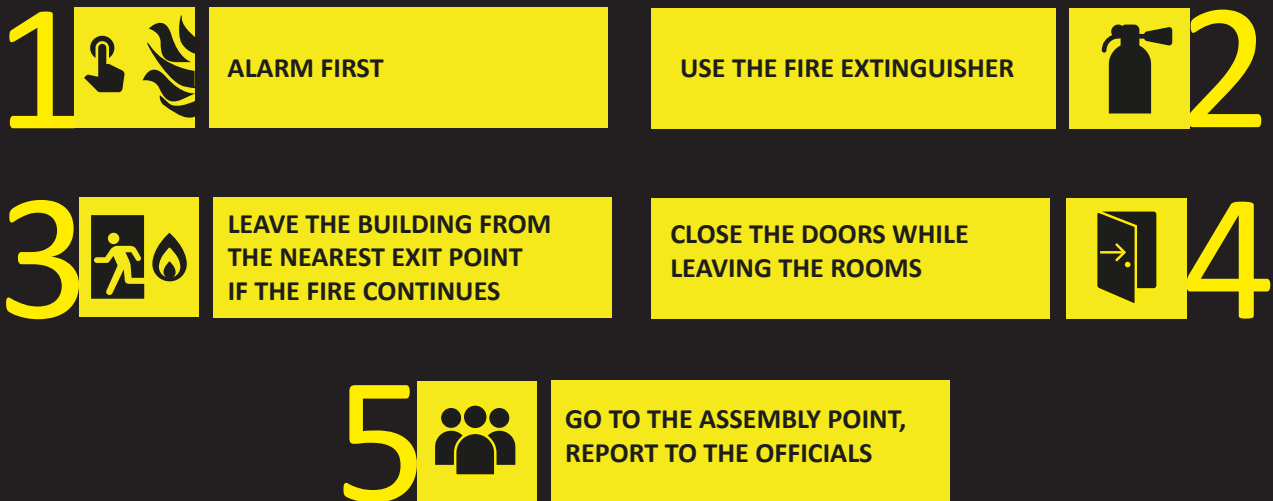 1
ALARM FIRST
USE THE FIRE EXTINGUISHER
2
3
LEAVE THE BUILDING FROM
THE NEAREST EXIT POINT
IF THE FIRE CONTINUES
CLOSE THE DOORS WHILE
LEAVING THE ROOMS
4
5
GO TO THE ASSEMBLY POINT,
REPORT TO THE OFFICIALS